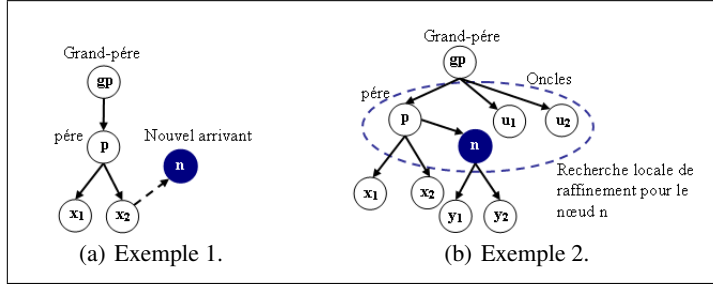 Grand-pére
gp
pére
p
Nouvel arrivant
n
x1
x2
(a) Exemple 1.
Grand-pére
gp
Oncles
pére
p
u1
u2
n
Recherche locale de
raffinement pour le
nœud n
x1
x2
y1
y2
(b) Exemple 2.